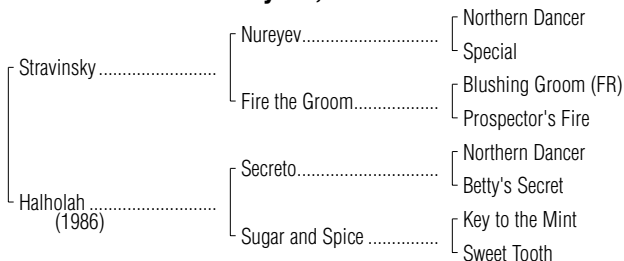 Northern Dancer
Nureyev
Special
Stravinsky
Blushing Groom (FR)
Fire the Groom
Prospector's Fire
Northern Dancer
Secreto
Betty's Secret
Halholah
(1986)
Key to the Mint
Sugar and Spice
Sweet Tooth